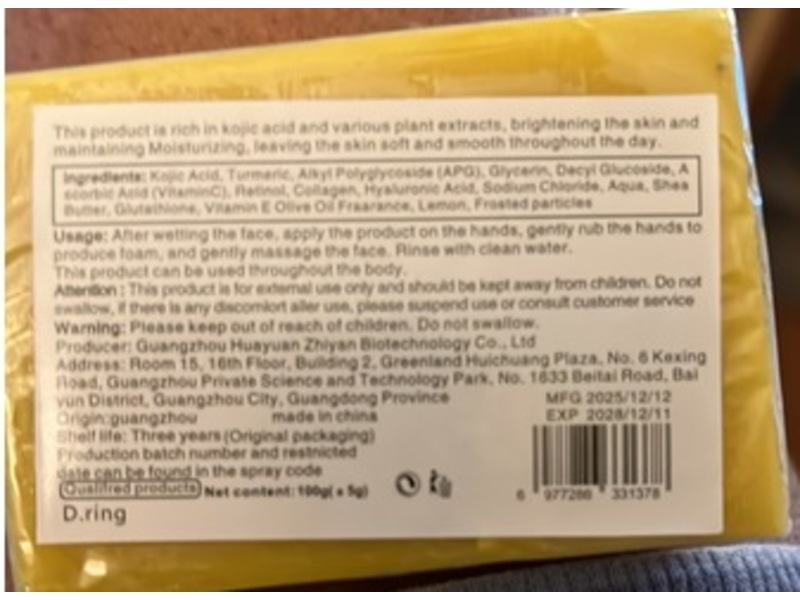 This product is rich in kojic acid and various plant extracts, brightening the skin and
maintaining Moisturizing, leaving the skin soft and smooth throughout the day.
Ingredients: Kojic Acid, Turmeric, Alkyl Polyglycoside (APG), Glycerin, Decyl Glucoside, A
scorbic Acid (VitaminC), Retinol, Collagen, Hyaluronic Acid, Sodium Chloride, Aqua, Shea
Butter, Glutathione, Vitamin E Olive Oil Fraarance, Lemon, Frosted particles
Usage: After wetting the face, apply the product on the hands, gently rub the hands to
produce foam, and gently massage the face. Rinse with clean water.
This product can be used throughout the body.
Attention : This product is for external use only and should be kept away from children. Do not
swallow, if there is any discomfort aller use, please suspend use or consult customer service
Warning: Please keep out of reach of children. Do not swallow.
Producer: Guangzhou Huayuan Zhiyan Biotechnology Co., Ltd
Address: Room 15, 16th Floor, Building 2, Greenland Huichuang Plaza, No. 6 Kexing
Road, Guangzhou Private Science and Technology Park, No. 1633 Beitai Road, Bai
yun District, Guangzhou City, Guangdong Province
MFG 2025/12/12
Origin:guangzhou made in china
EXP 2028/12/11
Shelf life: Three years (Original packaging)
Production batch number and restricted
date can be found in the spray code
Qualifred products Net content: 100g(±5g)
6 977286 331378
D.ring